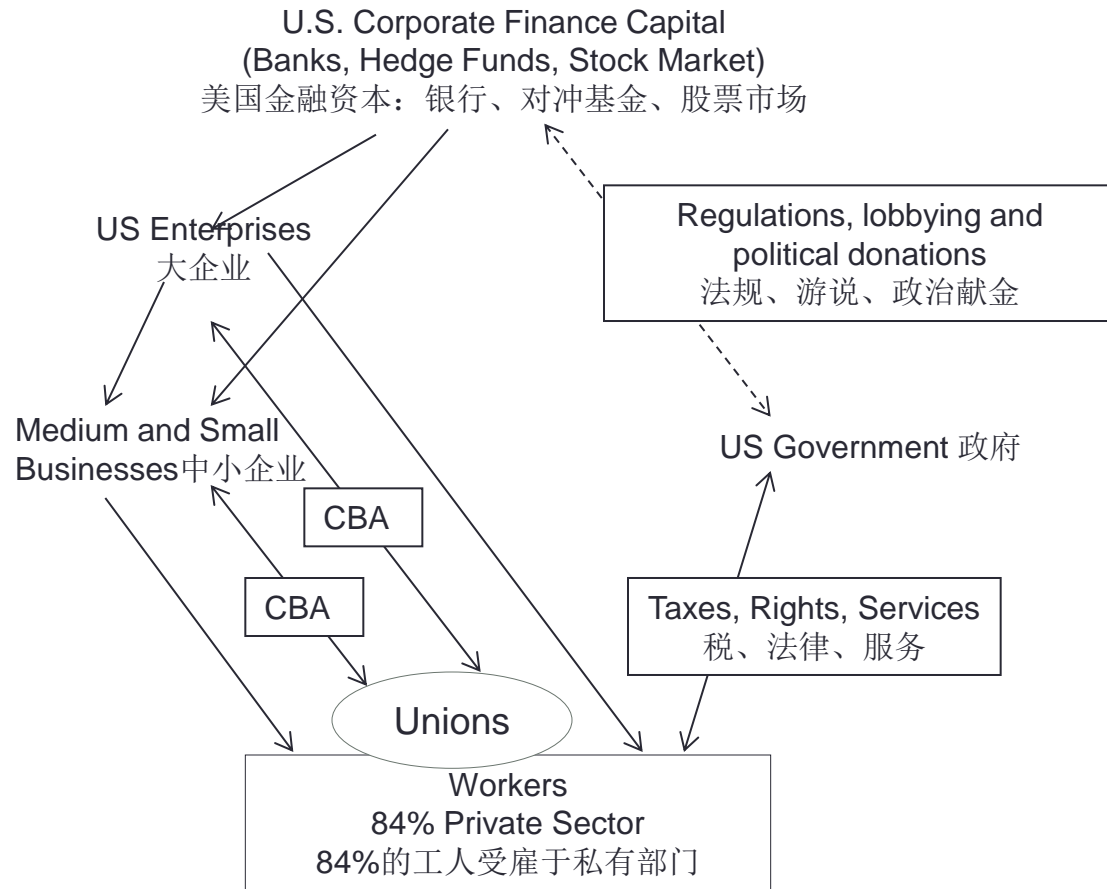 U.S. Corporate Finance Capital
(Banks, Hedge Funds, Stock Market)
美国金融资本：银行、对冲基金、股票市场
US Enterprises
大企业
Regulations, lobbying and
political donations
法规、游说、政治献金
Medium and Small
Businesses中小企业
US Government 政府
CBA
CBA
Taxes, Rights, Services
税、法律、服务
Unions
Workers
84% Private Sector
84%的工人受雇于私有部门